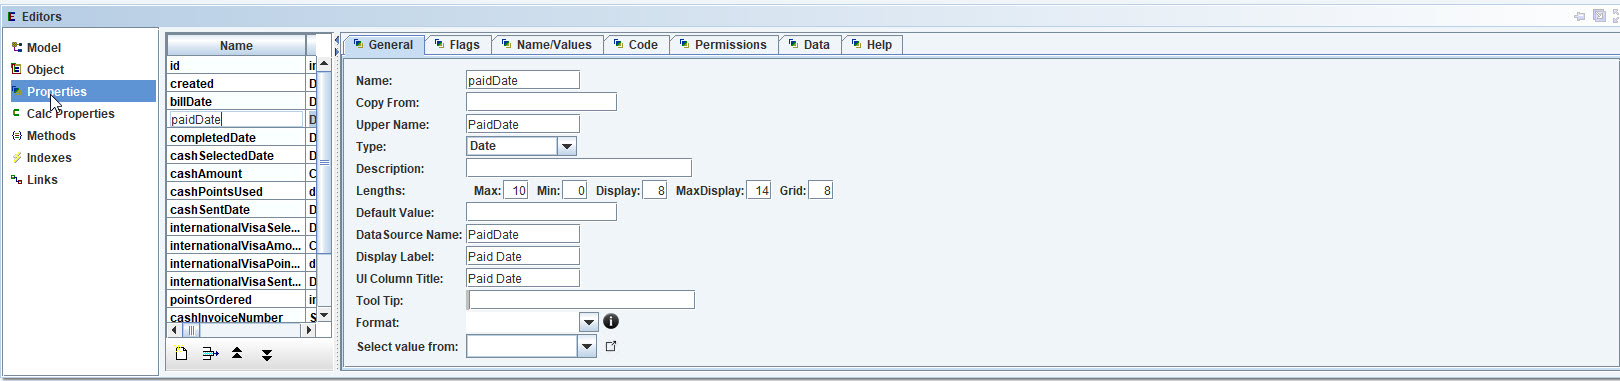 Editors
Model
Object
Properties
Calc Properties
Methods
Indexes
Links
Name
id
created
billDate
paidDate
completedDate
cashSelectedDate
cashAmount
cashPointsUsed
cashSentDate
internationalVisaSele...
internationalVisaAmo...
internationalVisaPoin...
internationalVisaSent...
pointsOrdered
cashInvoiceNumber
in
D
D
D
D
D
C
d
D
D
C
d
D
in
S
General Flags Name/Values Code Permissions Data Help
Name: paidDate
Copy From:
Upper Name: PaidDate
Type: Date
Description:
Lengths: Max: 10 Min: 0 Display: 8 MaxDisplay: 14 Grid: 8
Default Value:
DataSource Name: PaidDate
Display Label: Paid Date
UI Column Title: Paid Date
Tool Tip:
Format:
Select value from: